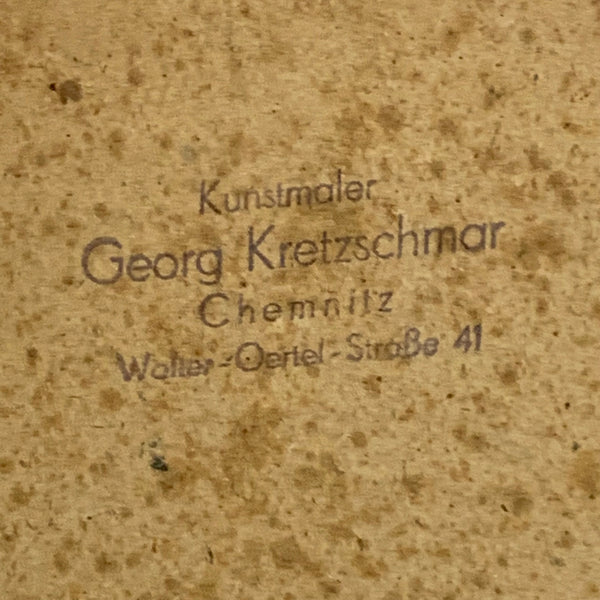 Kunstmaler
Georg Kretzschmar
Chemnitz
Walter-Oertel-Straße 41